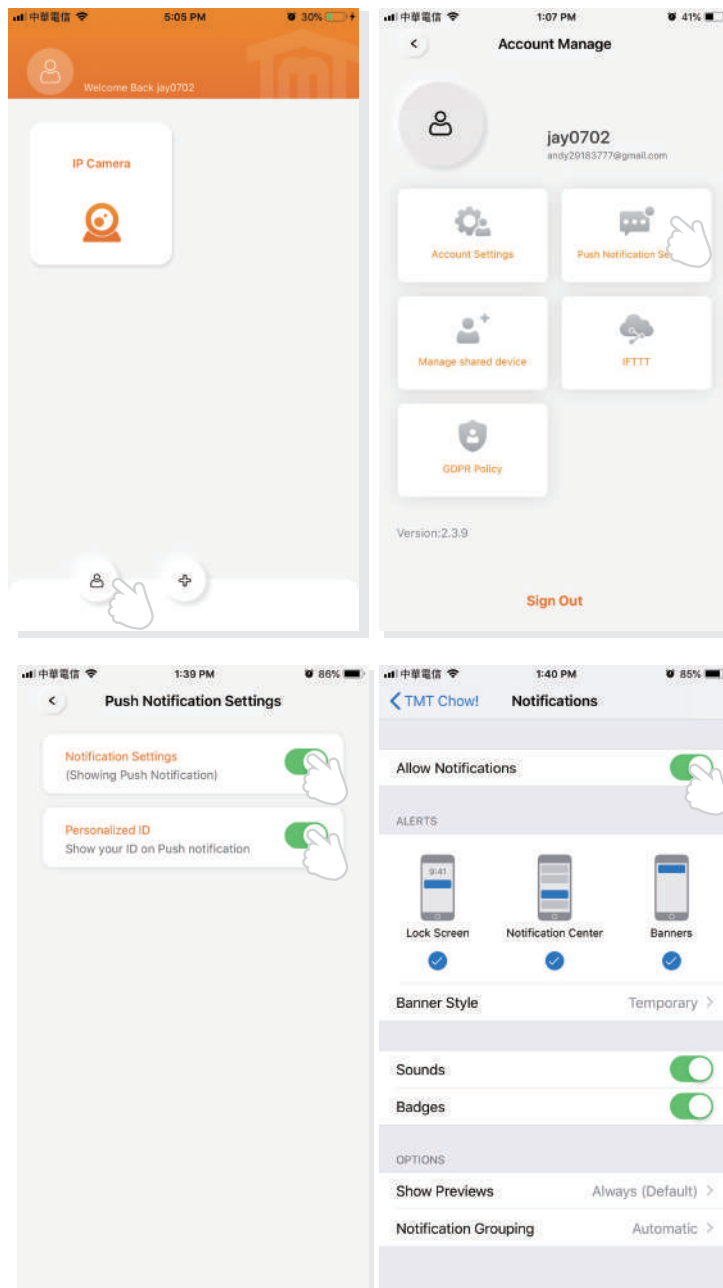 中華電信
5:05 PM
30%
Welcome Back jay0702
IP Camera
中華電信
1:07 PM
41%
Account Manage
jay0702
andy29183777@gmail.com
Account Settings
Push Notification Se
Manage shared device
IFTTT
GDPR Policy
Version:2.3.9
Sign Out
中華電信
1:39 PM
86%
Push Notification Settings
Notification Settings
(Showing Push Notification)
Personalized ID
Show your ID on Push notification
中華電信
1:40 PM
85%
TMT Chow!
Notifications
Allow Notifications
ALERTS
9:41
Lock Screen
Notification Center
Banners
Banner Style
Temporary
Sounds
Badges
OPTIONS
Show Previews
Always (Default)
Notification Grouping
Automatic